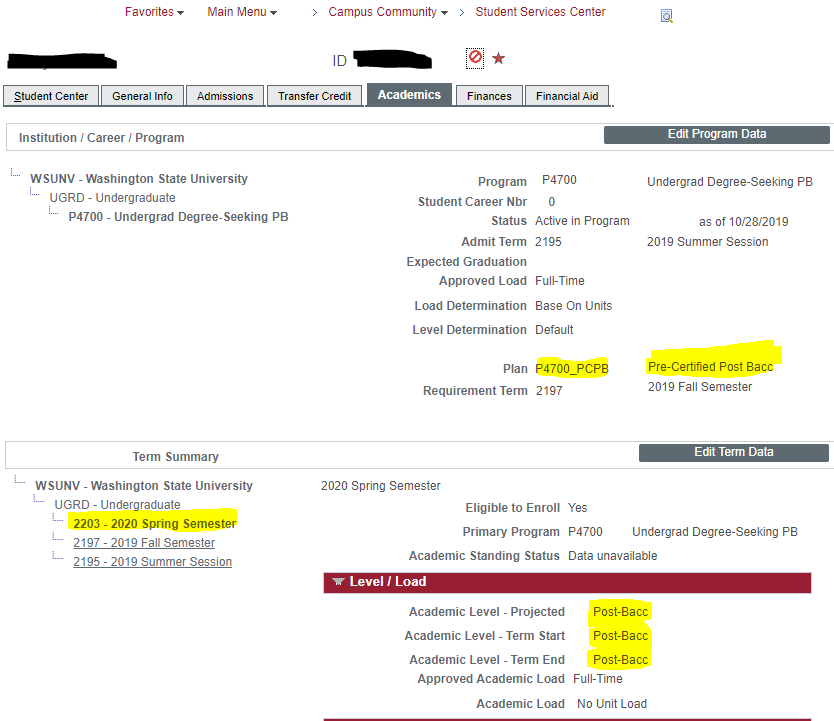 Favorites Main Menu > Campus Community > Student Services Center
ID
Student Center General Info Admissions Transfer Credit Academics Finances Financial Aid
Institution / Career / Program Edit Program Data
WSUNV - Washington State University
UGRD - Undergraduate
P4700 - Undergrad Degree-Seeking PB
Program P4700 Undergrad Degree-Seeking PB
Student Career Nbr 0
Status Active in Program as of 10/28/2019
Admit Term 2195 2019 Summer Session
Expected Graduation
Approved Load Full-Time
Load Determination Base On Units
Level Determination Default
Plan P4700_PCPB Pre-Certified Post Bacc
Requirement Term 2197 2019 Fall Semester
Term Summary Edit Term Data
WSUNV - Washington State University
UGRD - Undergraduate
2203 - 2020 Spring Semester
2197 - 2019 Fall Semester
2195 - 2019 Summer Session
2020 Spring Semester
Eligible to Enroll Yes
Primary Program P4700 Undergrad Degree-Seeking PB
Academic Standing Status Data unavailable
Level / Load
Academic Level - Projected Post-Bacc
Academic Level - Term Start Post-Bacc
Academic Level - Term End Post-Bacc
Approved Academic Load Full-Time
Academic Load No Unit Load